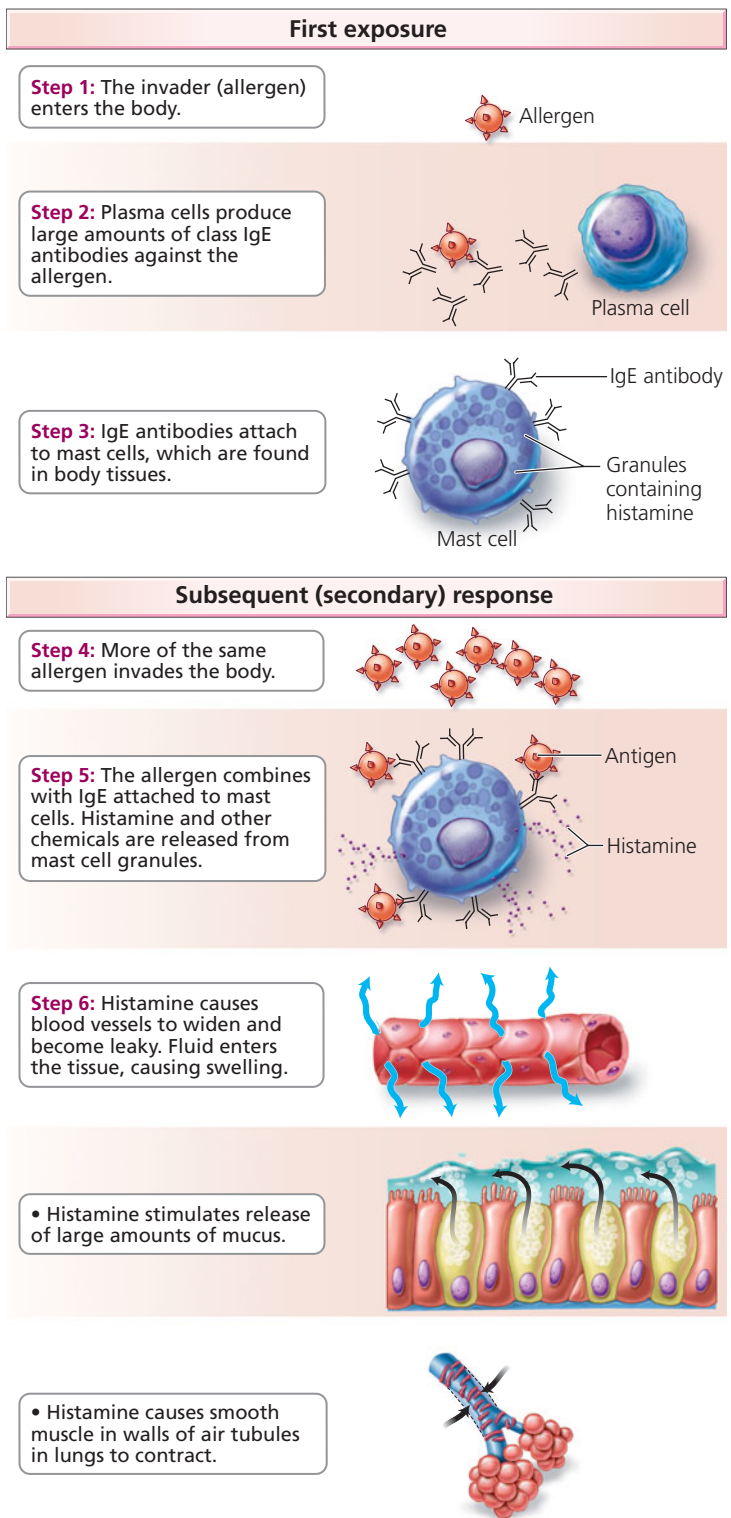 First exposure
Step 1: The invader (allergen)
enters the body.
Allergen
Step 2: Plasma cells produce
large amounts of class IgE
antibodies against the
allergen.
Plasma cell
Step 3: IgE antibodies attach
to mast cells, which are found
in body tissues.
IgE antibody
Granules
containing
histamine
Mast cell
Subsequent (secondary) response
Step 4: More of the same
allergen invades the body.
Step 5: The allergen combines
with IgE attached to mast
cells. Histamine and other
chemicals are released from
mast cell granules.
Antigen
Histamine
Step 6: Histamine causes
blood vessels to widen and
become leaky. Fluid enters
the tissue, causing swelling.
• Histamine stimulates release
of large amounts of mucus.
• Histamine causes smooth
muscle in walls of air tubules
in lungs to contract.